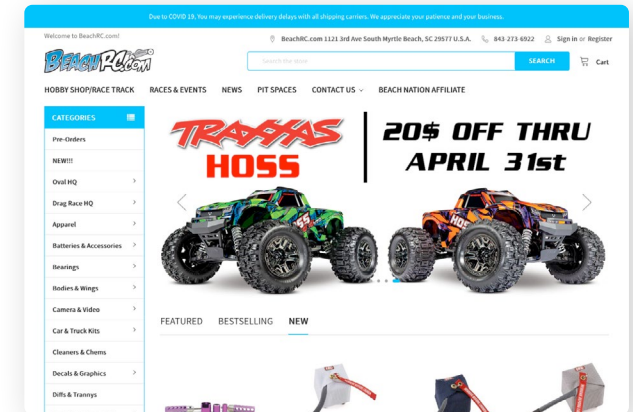 Due to COVID 19, You may experience delivery delays with all shipping carriers. We appreciate your patience and your business.
Welcome to BeachRC.com!
BeachRC.com 1121 3rd Ave South Myrtle Beach, SC 29577 U.S.A.
843-273-6922
Sign in or Register
BEACHRC.com
Search the store
SEARCH
Cart
HOBBY SHOP/RACE TRACK
RACES & EVENTS
NEWS
PIT SPACES
CONTACT US
BEACH NATION AFFILIATE
CATEGORIES
Pre-Orders
NEW!!!
Oval HQ
Drag Race HQ
Apparel
Batteries & Accessories
Bearings
Bodies & Wings
Camera & Video
Car & Truck Kits
Cleaners & Chems
Decals & Graphics
Diffs & Trannys
TRAXXAS
HOSS
20$ OFF THRU
APRIL 31st
FEATURED
BESTSELLING
NEW